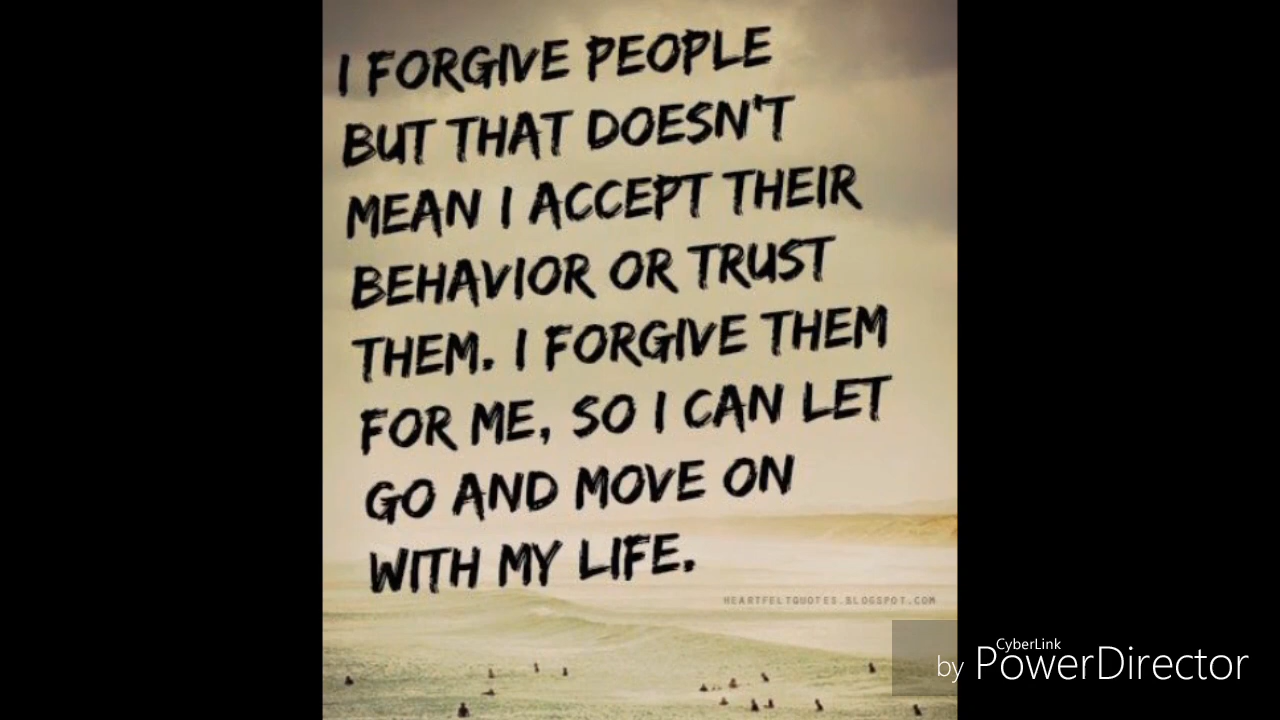 I FORGIVE PEOPLE
BUT THAT DOESN'T
MEAN I ACCEPT THEIR
BEHAVIOR OR TRUST
THEM. I FORGIVE THEM
FOR ME, SO I CAN LET
GO AND MOVE ON
WITH MY LIFE.
HEARTFELTQUOTES.BLOGSPOT.COM
CyberLink
by PowerDirector